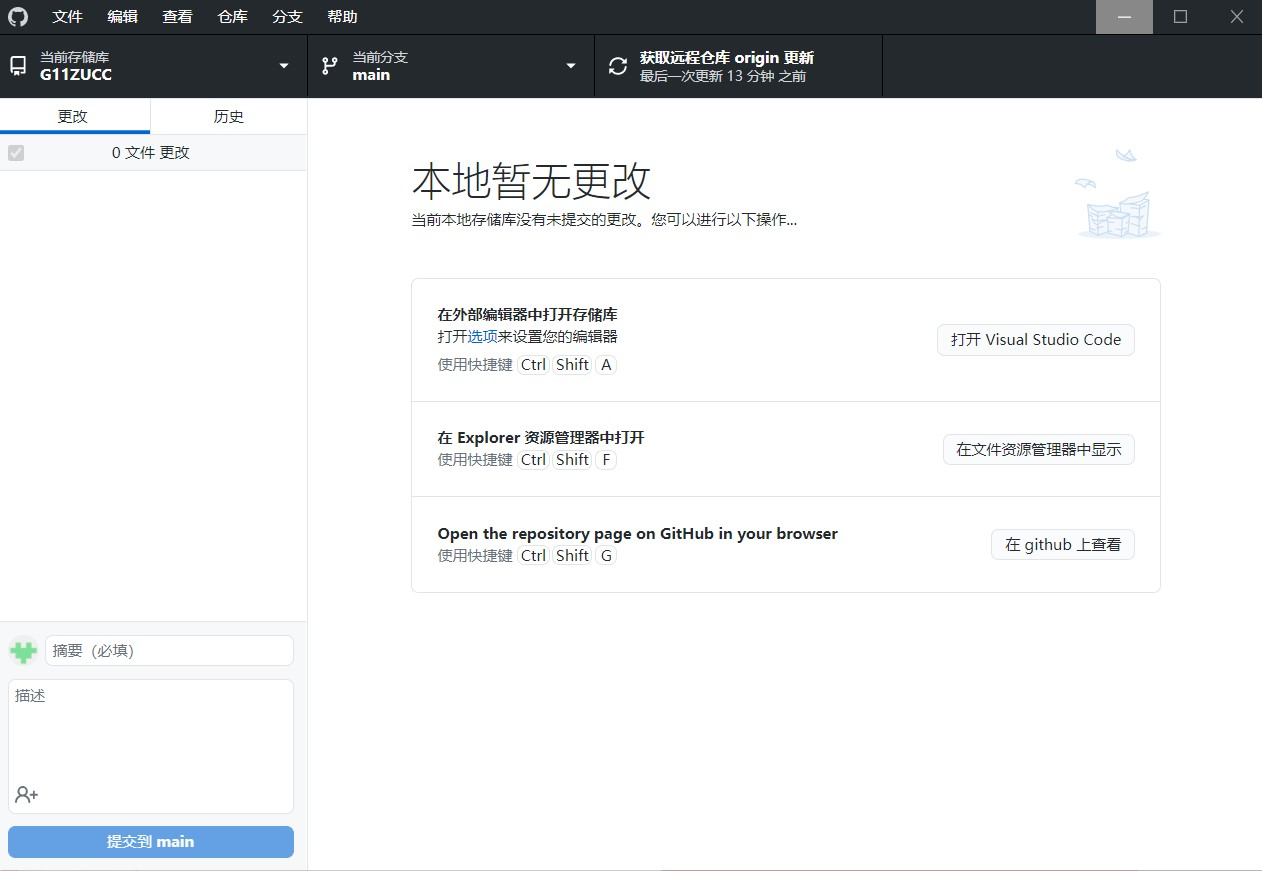 文件 编辑 查看 仓库 分支 帮助
当前存储库
G11ZUCC
当前分支
main
获取远程仓库 origin 更新
最后一次更新 13 分钟 之前
更改 历史
0 文件 更改
本地暂无更改
当前本地存储库没有未提交的更改。您可以进行以下操作...
在外部编辑器中打开存储库
打开选项来设置您的编辑器
使用快捷键 Ctrl Shift A
打开 Visual Studio Code
在 Explorer 资源管理器中打开
使用快捷键 Ctrl Shift F
在文件资源管理器中显示
Open the repository page on GitHub in your browser
使用快捷键 Ctrl Shift G
在 github 上查看
摘要（必填）
描述
提交到 main